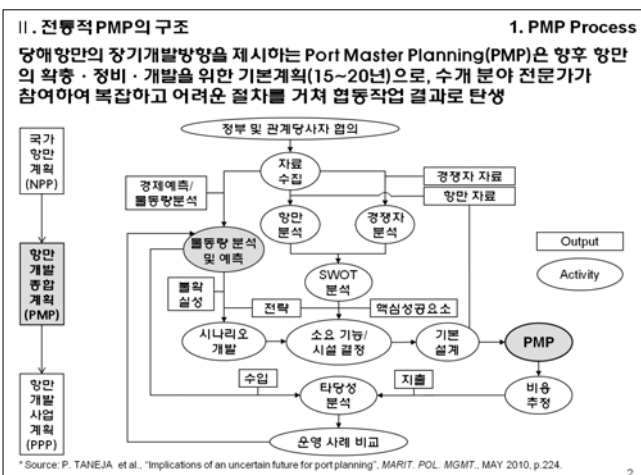 II. 전통적 PMP의 구조
1. PMP Process
당해항만의 장기개발방향을 제시하는 Port Master Planning(PMP)은 향후 항만
의 확충 · 정비 · 개발을 위한 기본계획(15~20년)으로, 수개 분야 전문가가
참여하여 복잡하고 어려운 절차를 거쳐 협동작업 결과로 탄생
국가
항만
계획
(NPP)
항만
개발
종합
계획
(PMP)
항만
개발
사업
계획
(PPP)
정부 및 관계당사자 협의
자료
수집
경제예측/
물동량분석
경쟁자 자료
항만 자료
항만
분석
경쟁자
분석
물동량 분석
및 예측
Output
Activity
SWOT
분석
불확
실성
전략
핵심성공요소
시나리오
개발
소요 기능/
시설 결정
기본
설계
PMP
수입
타당성
분석
지출
비용
추정
운영 사례 비교
* Source: P. TANEJA et al., “Implications of an uncertain future for port planning”, MARIT. POL. MGMT., MAY 2010, p.224.
2